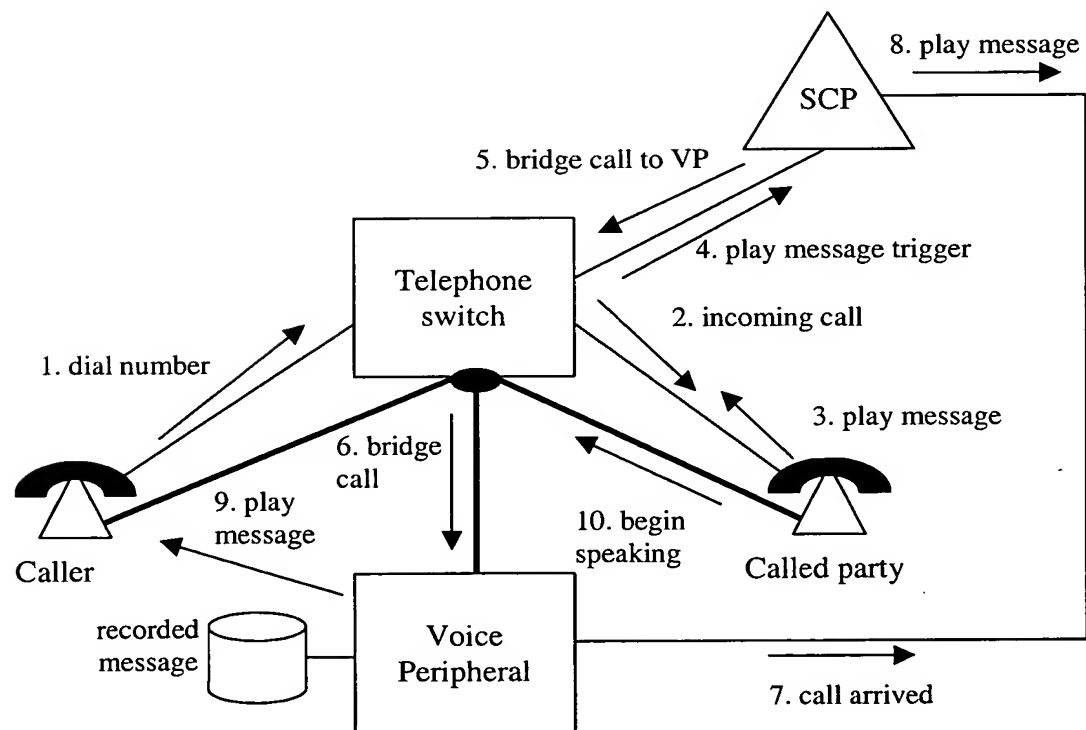 8. play message
SCP
5. bridge call to VP
4. play message trigger
Telephone
switch
2. incoming call
1. dial number
3. play message
6. bridge
call
9. play
message
10. begin
speaking
Caller
Called party
recorded
message
Voice
Peripheral
7. call arrived